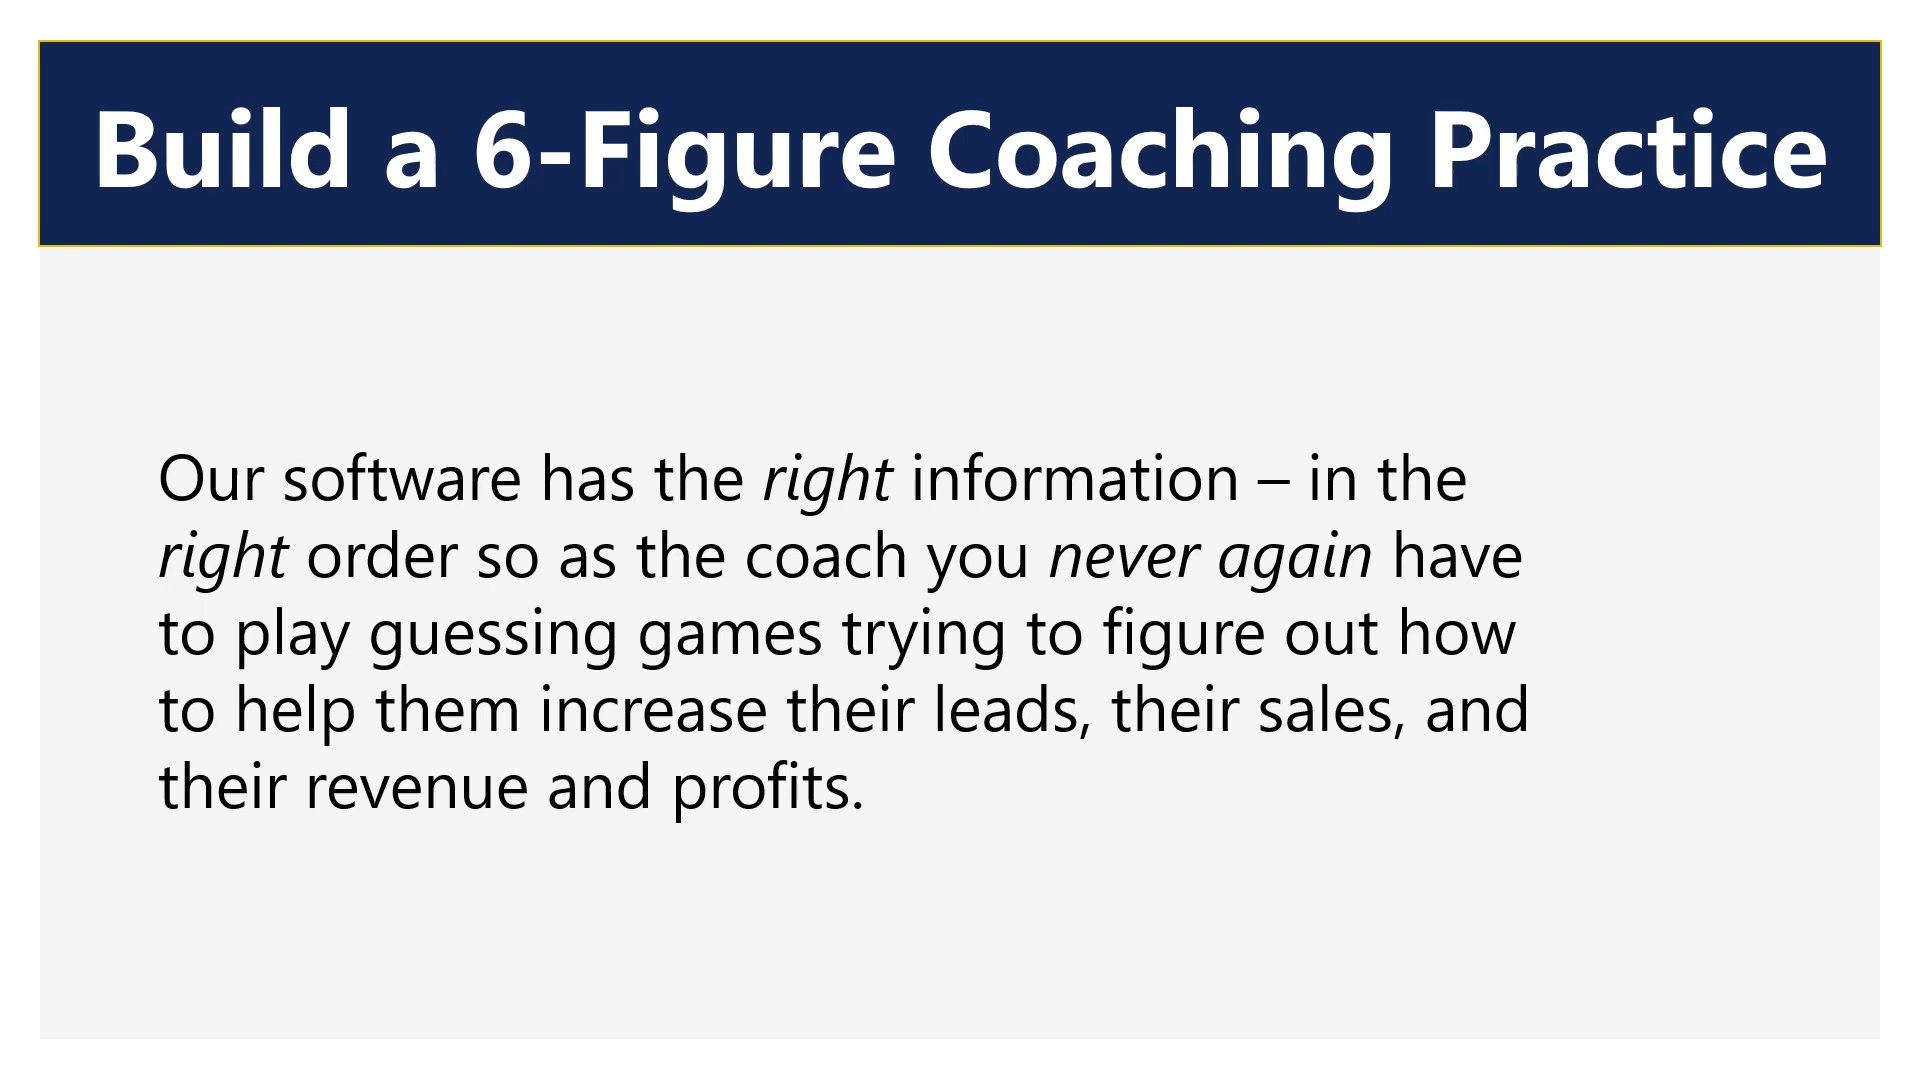 Build a 6-Figure Coaching Practice
Our software has the right information – in the
right order so as the coach you never again have
to play guessing games trying to figure out how
to help them increase their leads, their sales, and
their revenue and profits.